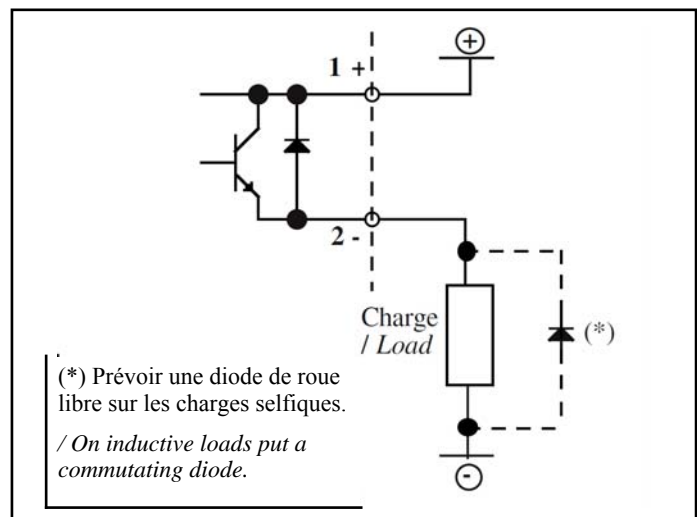 ⊕
1 +
2 -
Charge
/ Load
(*)
(*) Prévoir une diode de roue
libre sur les charges selfiques.
/ On inductive loads put a
commutating diode.
⊖